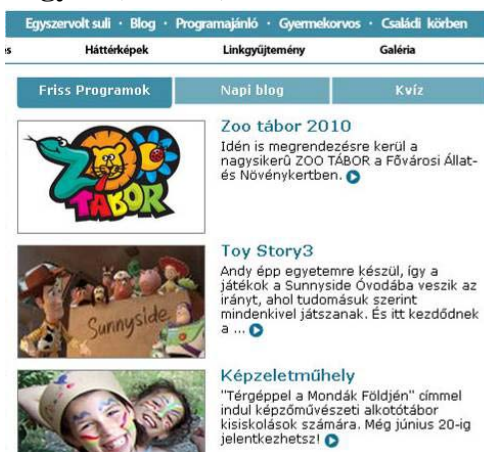 Egyszervolt suli · Blog · Programajánló · Gyermekorvos · Családi körben
Háttérképek Linkgyűjtemény Galéria
Friss Programok Napi blog Kvíz
ZOO
TÁBOR
Zoo tábor 2010
Idén is megrendezésre kerül a
nagysikerű ZOO TÁBOR a Fővárosi Állat-
és Növénykertben.
Sunnyside
Toy Story3
Andy épp egyetemre készül, így a
játékok a Sunnyside Óvodába veszik az
irányt, ahol tudomásuk szerint
mindenkivel játszanak. És itt kezdődnek
a ...
Képzeletműhely
"Térgéppel a Mondák Földjén" címmel
indul képzőművészeti alkotótábor
kisiskolások számára. Még június 20-ig
jelentkezhetsz!